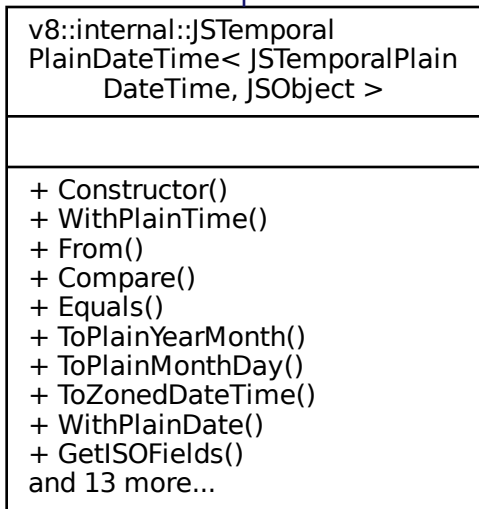 v8::internal::JSTemporal
PlainDateTime< JSTemporalPlain
DateTime, JSObject >
+ Constructor()
+ WithPlainTime()
+ From()
+ Compare()
+ Equals()
+ ToPlainYearMonth()
+ ToPlainMonthDay()
+ ToZonedDateTime()
+ WithPlainDate()
+ GetISOFields()
and 13 more...